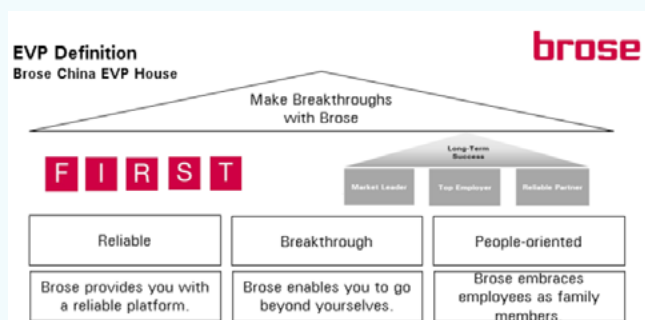 EVP Definition
brose
Brose China EVP House
Make Breakthroughs
with Brose
FIRST
Long-Term
Success
Market Leader
Top Employer
Reliable Partner
Reliable
Breakthrough
People-oriented
Brose provides you with
a reliable platform.
Brose enables you to go
beyond yourselves.
Brose embraces
employees as family
members.